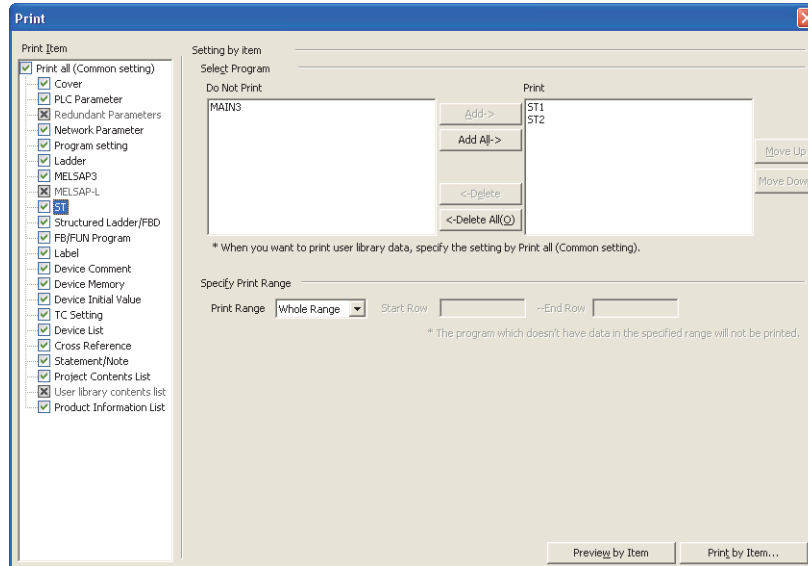 Print
Print Item
Print all (Common setting)
Cover
PLC Parameter
Redundant Parameters
Network Parameter
Program setting
Ladder
MELSAP3
MELSAP-L
ST
Structured Ladder/FBD
FB/FUN Program
Label
Device Comment
Device Memory
Device Initial Value
TC Setting
Device List
Cross Reference
Statement/Note
Project Contents List
User library contents list
Product Information List
Setting by item
Select Program
Do Not Print
Print
MAIN3
ST1
ST2
Add->
Add All->
<-Delete
<-Delete All(O)
Move Up
Move Dow
* When you want to print user library data, specify the setting by Print all (Common setting).
Specify Print Range
Print Range Whole Range Start Row --End Row
* The program which doesn't have data in the specified range will not be printed.
Preview by Item Print by Item...